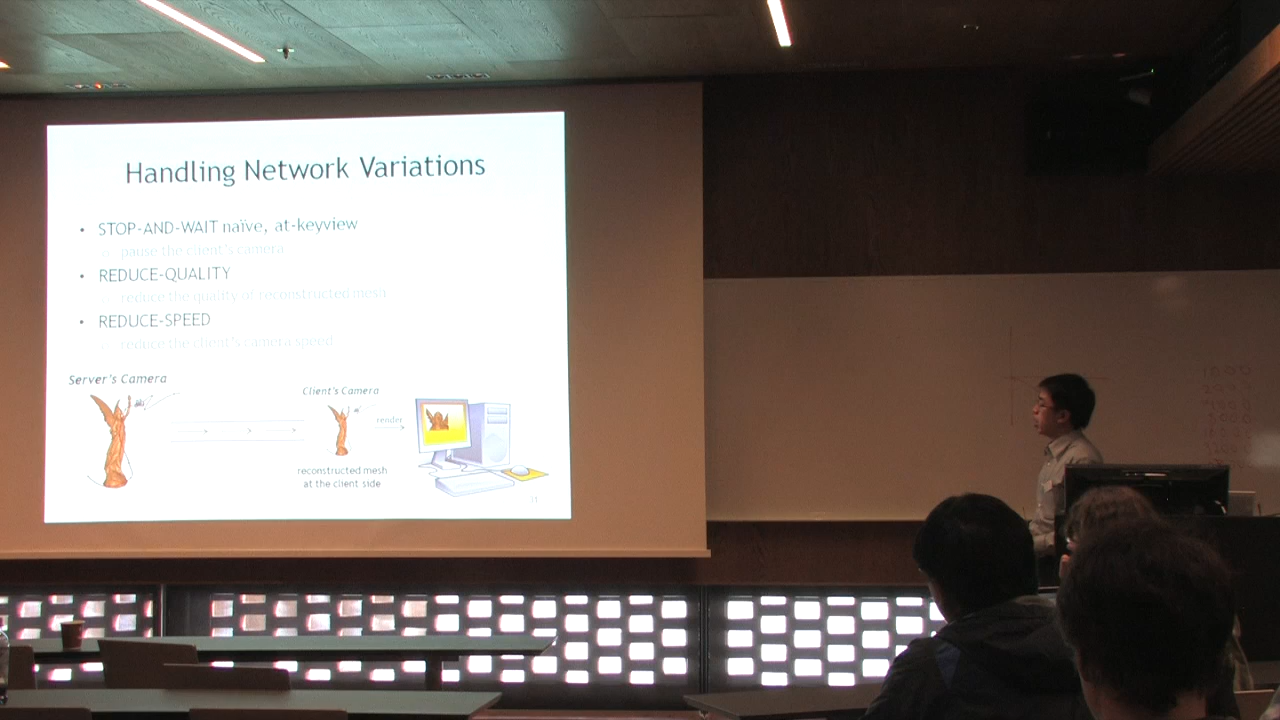 Handling Network Variations
• STOP-AND-WAIT naïve, at-keyview
pause the client's camera
• REDUCE-QUALITY
reduce the quality of reconstructed mesh
• REDUCE-SPEED
reduce the client's camera speed
Server's Camera
Client's Camera
render
reconstructed mesh
at the client side